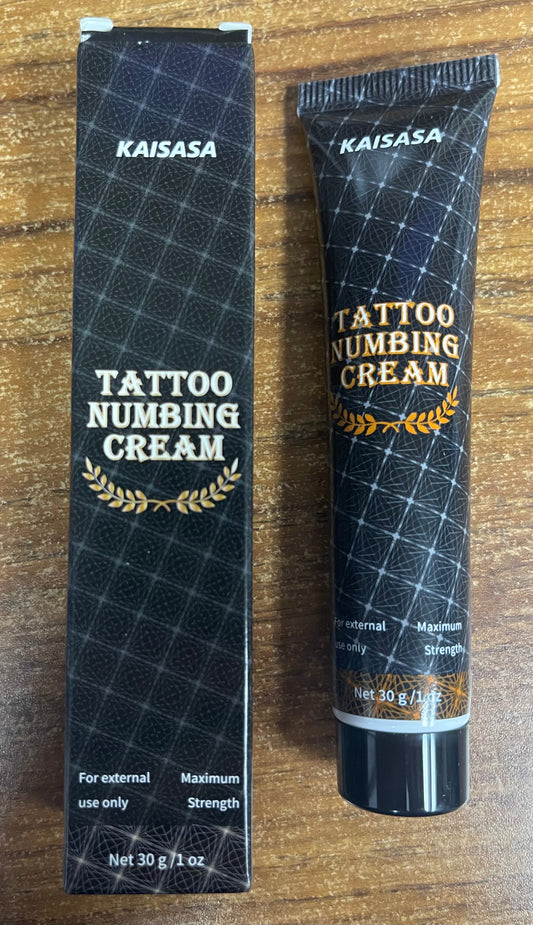 KAISASA
TATTOO
NUMBING
CREAM
For external
use only
Maximum
Strength
Net 30 g /1 oz
KAISASA
TATTOO
NUMBING
CREAM
For external
use only
Maximum
Strength
Net 30 g /1 oz